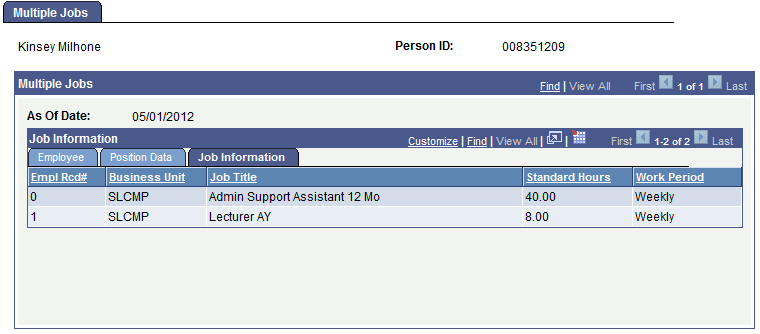 Multiple Jobs
Kinsey Milhone Person ID: 008351209
Multiple Jobs Find | View All First 1 of 1 Last
As Of Date: 05/01/2012
Job Information Customize | Find | View All | | First 1-2 of 2 Last
Employee Position Data Job Information
Empl Rcd# Business Unit Job Title Standard Hours Work Period
0 SLCMP Admin Support Assistant 12 Mo 40.00 Weekly
1 SLCMP Lecturer AY 8.00 Weekly